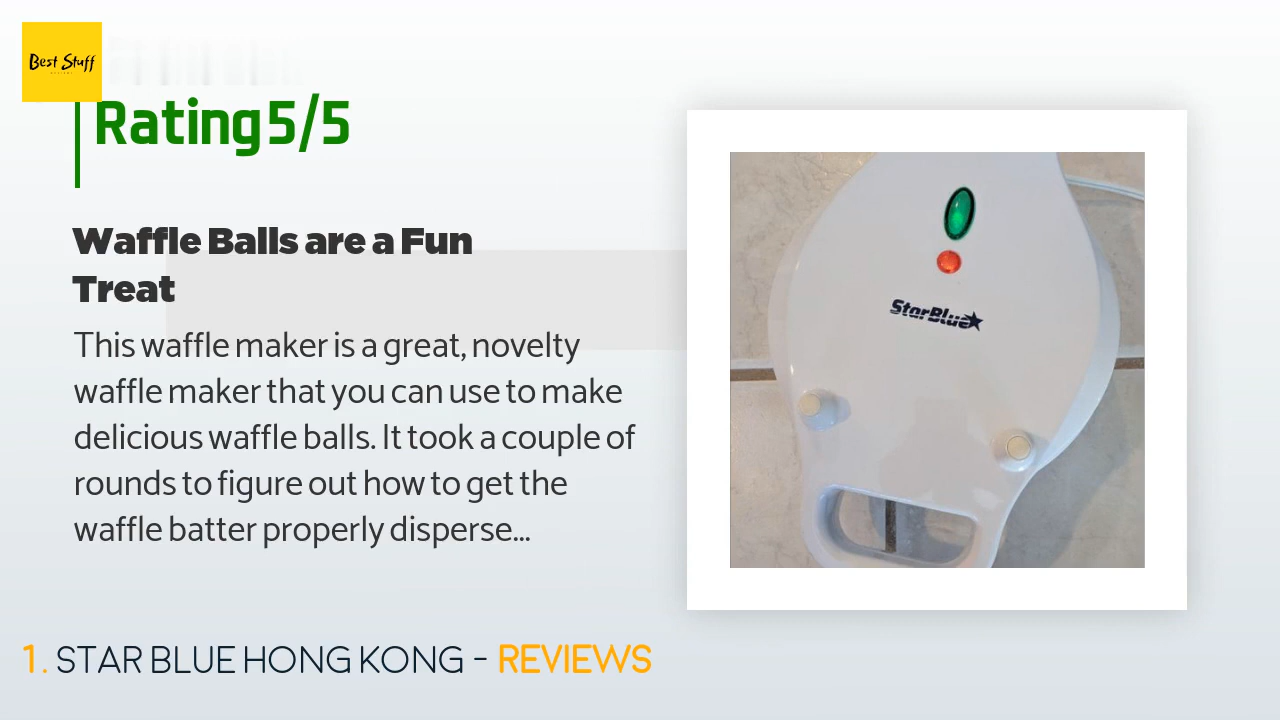 Best Stuff
Rating 5/5
Waffle Balls are a Fun
Treat
This waffle maker is a great, novelty
waffle maker that you can use to make
delicious waffle balls. It took a couple of
rounds to figure out how to get the
waffle batter properly disperse...
StarBlue
1. STAR BLUE HONG KONG - REVIEWS